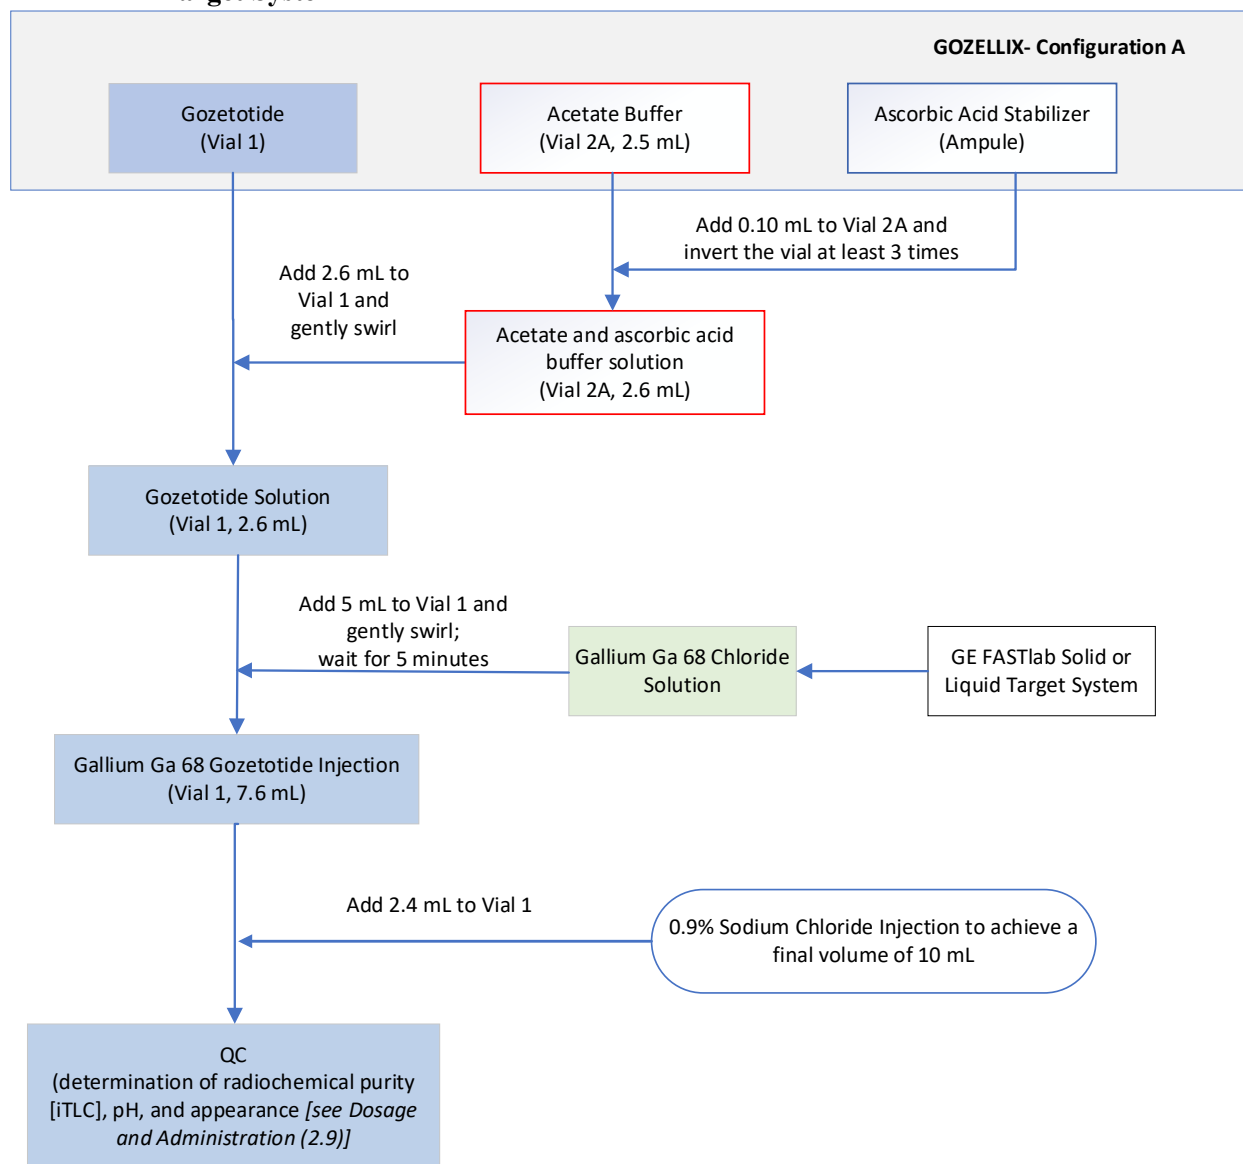 Target System
GOZELLIX- Configuration A
Gozetotide
(Vial 1)
Acetate Buffer
(Vial 2A, 2.5 mL)
Ascorbic Acid Stabilizer
(Ampule)
Add 0.10 mL to Vial 2A and
invert the vial at least 3 times
Add 2.6 mL to
Vial 1 and
gently swirl
Acetate and ascorbic acid
buffer solution
(Vial 2A, 2.6 mL)
Gozetotide Solution
(Vial 1, 2.6 mL)
Add 5 mL to Vial 1 and
gently swirl;
wait for 5 minutes
Gallium Ga 68 Chloride
Solution
GE FASTlab Solid or
Liquid Target System
Gallium Ga 68 Gozetotide Injection
(Vial 1, 7.6 mL)
Add 2.4 mL to Vial 1
0.9% Sodium Chloride Injection to achieve a
final volume of 10 mL
QC
(determination of radiochemical purity
[iTLC], pH, and appearance [see Dosage
and Administration (2.9)]